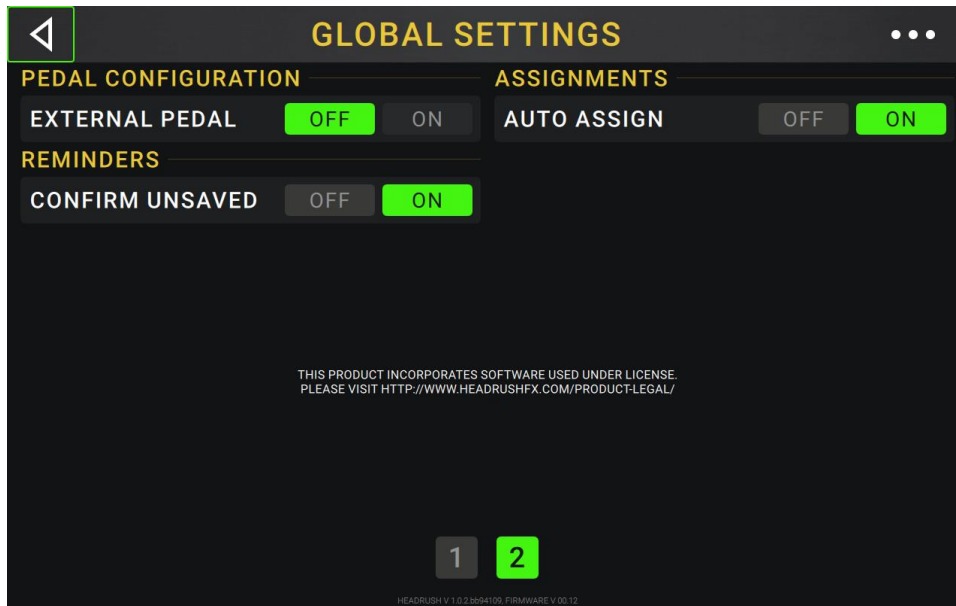 GLOBAL SETTINGS
PEDAL CONFIGURATION
EXTERNAL PEDAL OFF ON
REMINDERS
CONFIRM UNSAVED OFF ON
ASSIGNMENTS
AUTO ASSIGN OFF ON
THIS PRODUCT INCORPORATES SOFTWARE USED UNDER LICENSE.
PLEASE VISIT HTTP://WWW.HEADRUSHFX.COM/PRODUCT-LEGAL/
1 2
HEADRUSH V 1.0.2.bb94109, FIRMWARE V 00.12